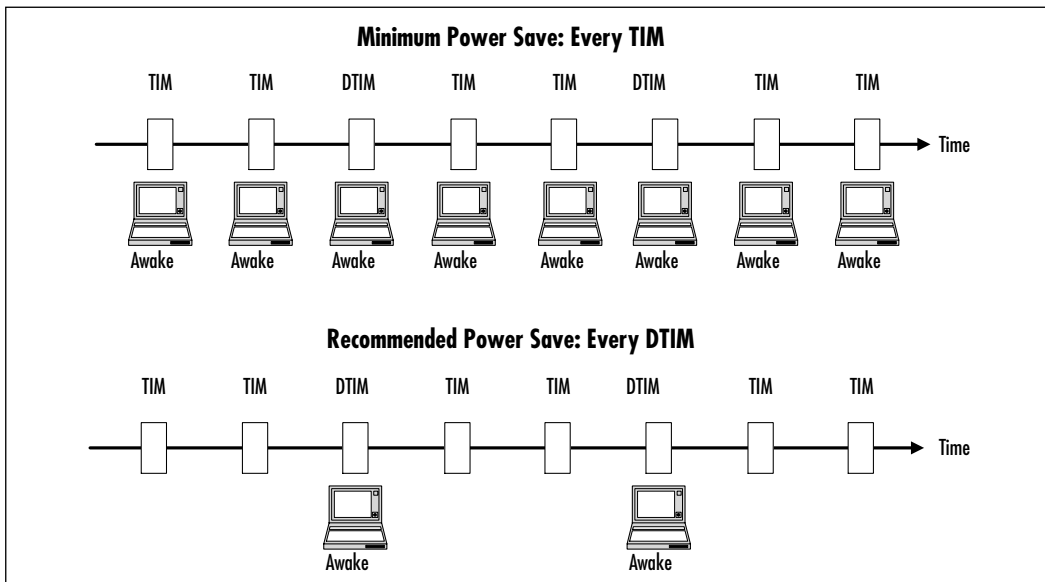 Minimum Power Save: Every TIM
TIM TIM DTIM TIM TIM DTIM TIM TIM
Time
Awake Awake Awake Awake Awake Awake Awake Awake
Recommended Power Save: Every DTIM
TIM TIM DTIM TIM TIM DTIM TIM TIM
Time
Awake Awake